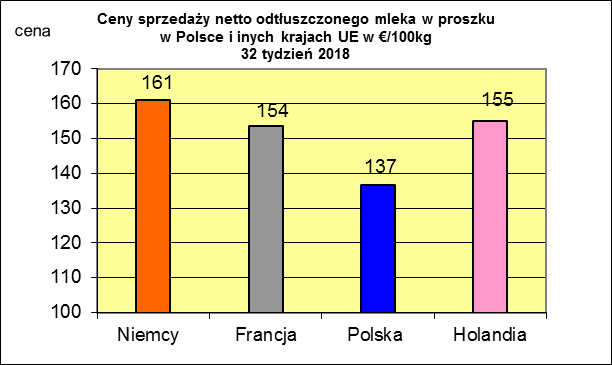 Ceny sprzedaży netto odtłuszczonego mleka w proszku
w Polsce i inych krajach UE w €/100kg
32 tydzień 2018
cena
170
160
150
140
130
120
110
100
161
154
137
155
Niemcy Francja Polska Holandia